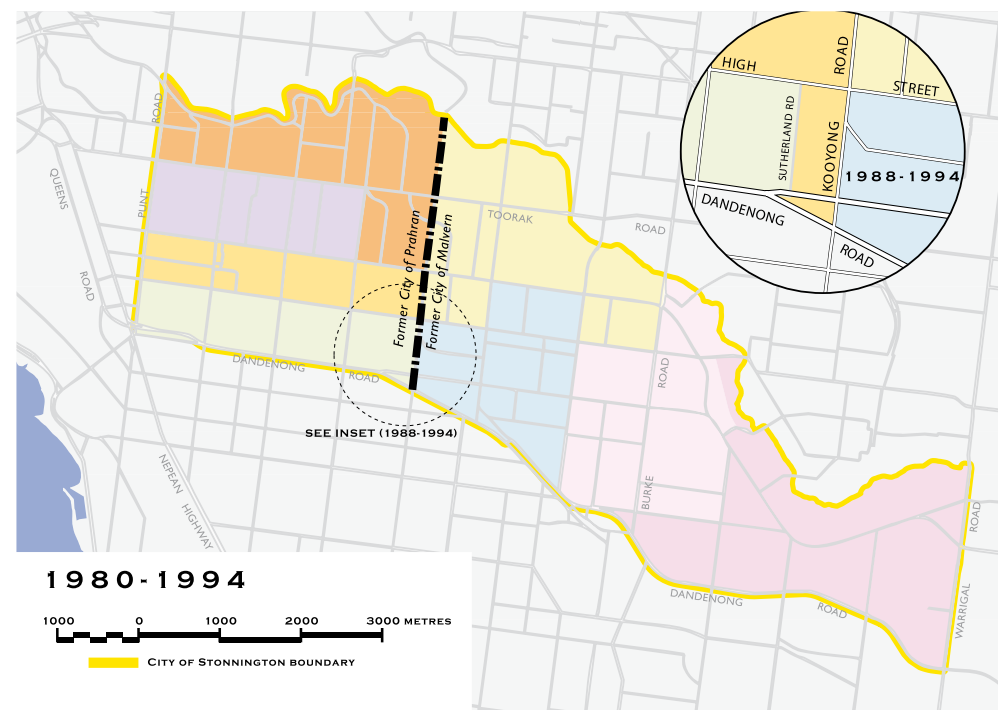 HIGH
ROAD
STREET
SUTHERLAND RD
KOOYONG
1988-1994
DANDENONG
ROAD
ROAD
PUNT
QUEENS
ROAD
TOORAK
ROAD
Former City of Prahran
Former City of Malvern
DANDENONG
ROAD
SEE INSET (1988-1994)
ROAD
BURKE
NEPEAN
HIGHWAY
DANDENONG
ROAD
ROAD
WARRIGAL
1980-1994
1000 0 1000 2000 3000 METRES
CITY OF STONNINGTON BOUNDARY